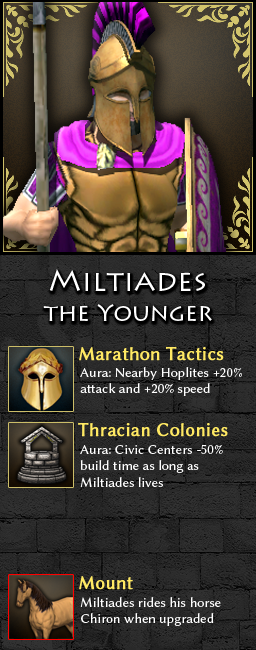 Miltiades
the Younger
Marathon Tactics
Aura: Nearby Hoplites +20%
attack and +20% speed
Thracian Colonies
Aura: Civic Centers -50%
build time as long as
Miltiades lives
Mount
Miltiades rides his horse
Chiron when upgraded